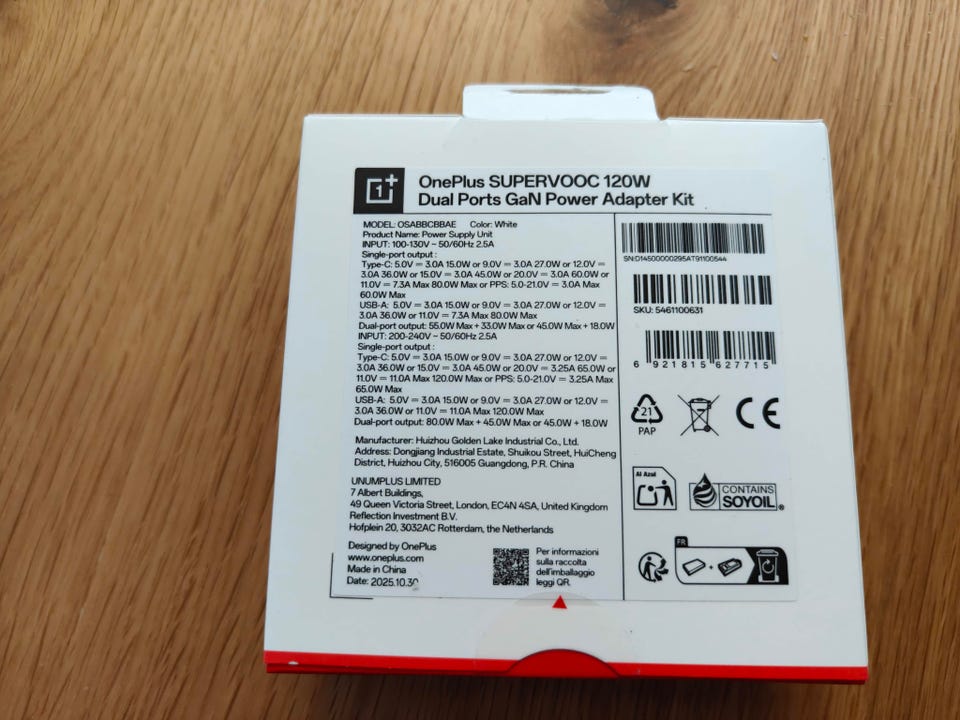 OnePlus SUPERVOOC 120W
Dual Ports GaN Power Adapter Kit
MODEL: OSABBCBBAE Color: White
Product Name: Power Supply Unit
INPUT: 100-130V ~ 50/60Hz 2.5A
Single-port output :
Type-C: 5.0V ⎓ 3.0A 15.0W or 9.0V ⎓ 3.0A 27.0W or 12.0V ⎓
3.0A 36.0W or 15.0V ⎓ 3.0A 45.0W or 20.0V ⎓ 3.0A 60.0W or
11.0V ⎓ 7.3A Max 80.0W Max or PPS: 5.0-21.0V ⎓ 3.0A Max
60.0W Max
USB-A: 5.0V ⎓ 3.0A 15.0W or 9.0V ⎓ 3.0A 27.0W or 12.0V ⎓
3.0A 36.0W or 11.0V ⎓ 7.3A Max 80.0W Max
Dual-port output: 55.0W Max + 33.0W Max or 45.0W Max + 18.0W
INPUT: 200-240V ~ 50/60Hz 2.5A
Single-port output :
Type-C: 5.0V ⎓ 3.0A 15.0W or 9.0V ⎓ 3.0A 27.0W or 12.0V ⎓
3.0A 36.0W or 15.0V ⎓ 3.0A 45.0W or 20.0V ⎓ 3.25A 65.0W or
11.0V ⎓ 11.0A Max 120.0W Max or PPS: 5.0-21.0V ⎓ 3.25A Max
65.0W Max
USB-A: 5.0V ⎓ 3.0A 15.0W or 9.0V ⎓ 3.0A 27.0W or 12.0V ⎓
3.0A 36.0W or 11.0V ⎓ 11.0A Max 120.0W Max
Dual-port output: 80.0W Max + 45.0W Max or 45.0W + 18.0W
Manufacturer: Huizhou Golden Lake Industrial Co., Ltd.
Address: Dongjiang Industrial Estate, Shuikou Street, HuiCheng
District, Huizhou City, 516005 Guangdong, P.R. China
UNUMPLUS LIMITED
7 Albert Buildings,
49 Queen Victoria Street, London, EC4N 4SA, United Kingdom
Reflection Investment B.V.
Hofplein 20, 3032AC Rotterdam, the Netherlands
Designed by OnePlus
www.oneplus.com
Made in China
Date: 2025.10.30
Per informazioni
sulla raccolta
dell'imballaggio
leggi QR.
SN:D14500000295AT91100544
SKU: 5461100631
6 921815 627715
21
PAP
CE
Al Azul
CONTAINS
SOYOIL®
FR